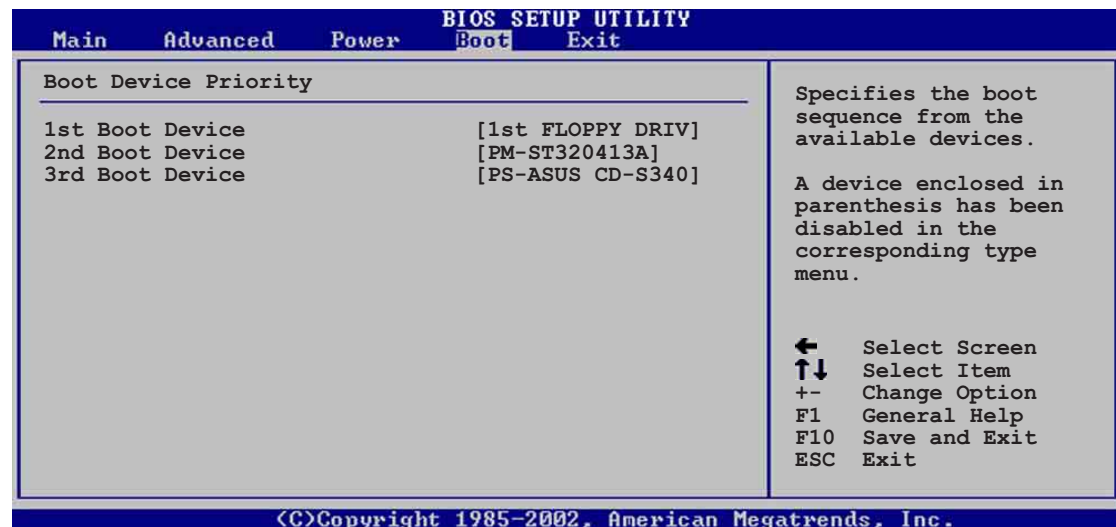 BIOS SETUP UTILITY
Main Advanced Power Boot Exit
Boot Device Priority
1st Boot Device [1st FLOPPY DRIV]
2nd Boot Device [PM-ST320413A]
3rd Boot Device [PS-ASUS CD-S340]
Specifies the boot
sequence from the
available devices.
A device enclosed in
parenthesis has been
disabled in the
corresponding type
menu.
← Select Screen
↑↓ Select Item
+- Change Option
F1 General Help
F10 Save and Exit
ESC Exit
(C)Copyright 1985-2002, American Megatrends, Inc.